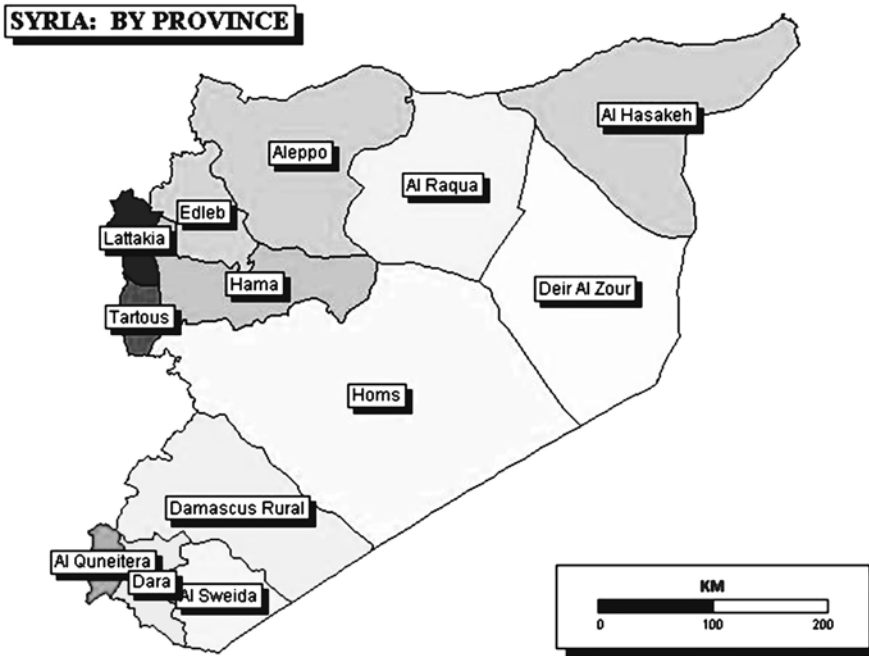 SYRIA: BY PROVINCE
Al Hasakeh
Aleppo
Al Raqua
Edleb
Lattakia
Hama
Deir Al Zour
Tartous
Homs
Damascus Rural
Al Quneitera
Dara
Al Sweida
KM
0 100 200